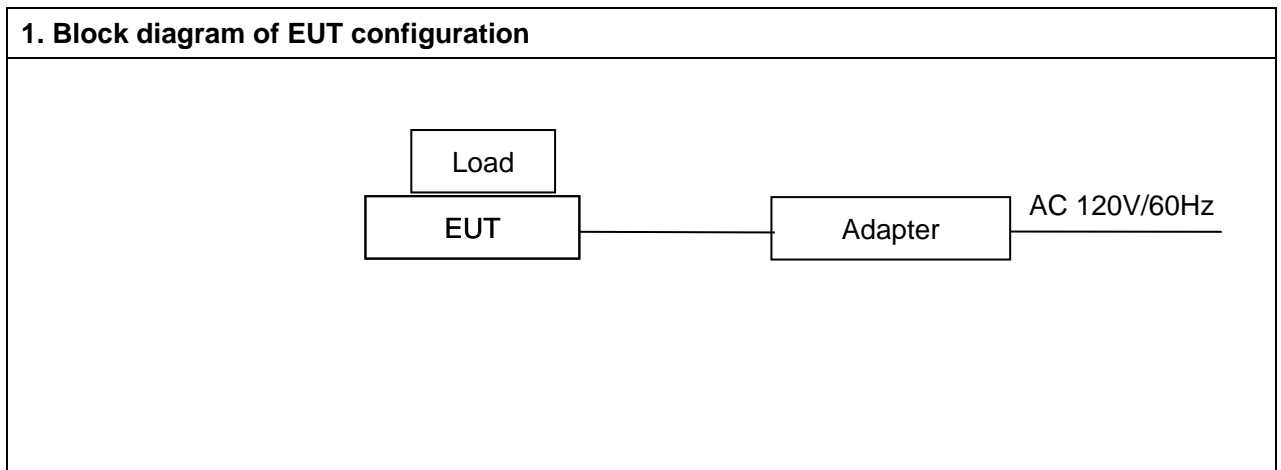 1. Block diagram of EUT configuration
Load
EUT
Adapter
AC 120V/60Hz